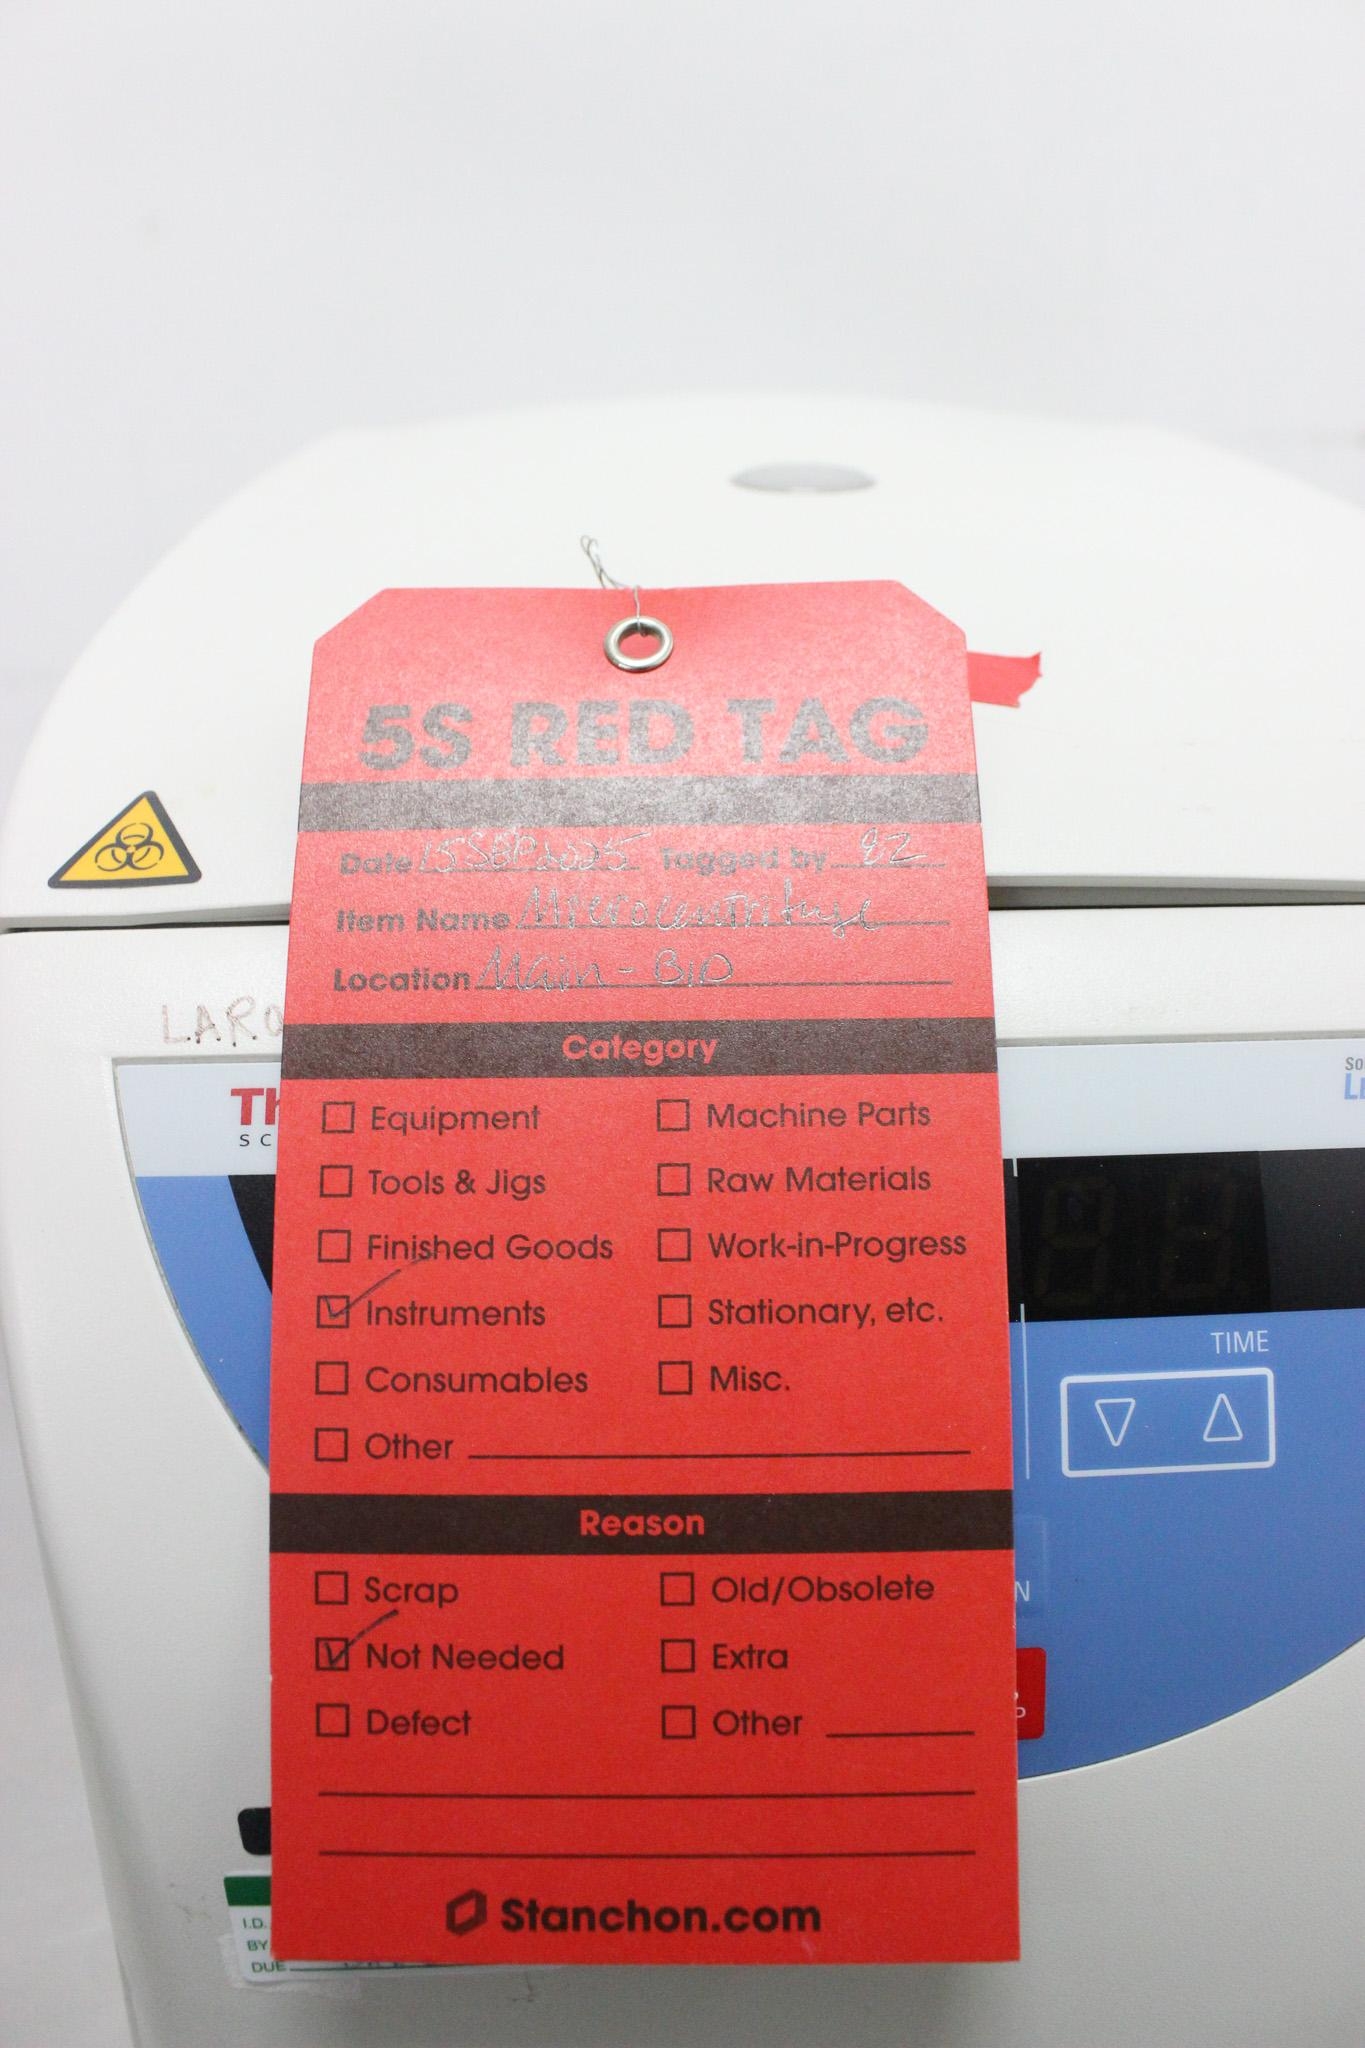 5S RED TAG
Date 15SEP2025 Tagged by EZ
Item Name Microcentrifuge
Location Main - BIO
LARO
Category
Equipment Machine Parts
Tools & Jigs Raw Materials
Finished Goods Work-in-Progress
Instruments Stationary, etc.
Consumables Misc.
Other
TIME
Reason
Scrap Old/Obsolete
Not Needed Extra
Defect Other
Stanchon.com
I.D.
BY
DUE